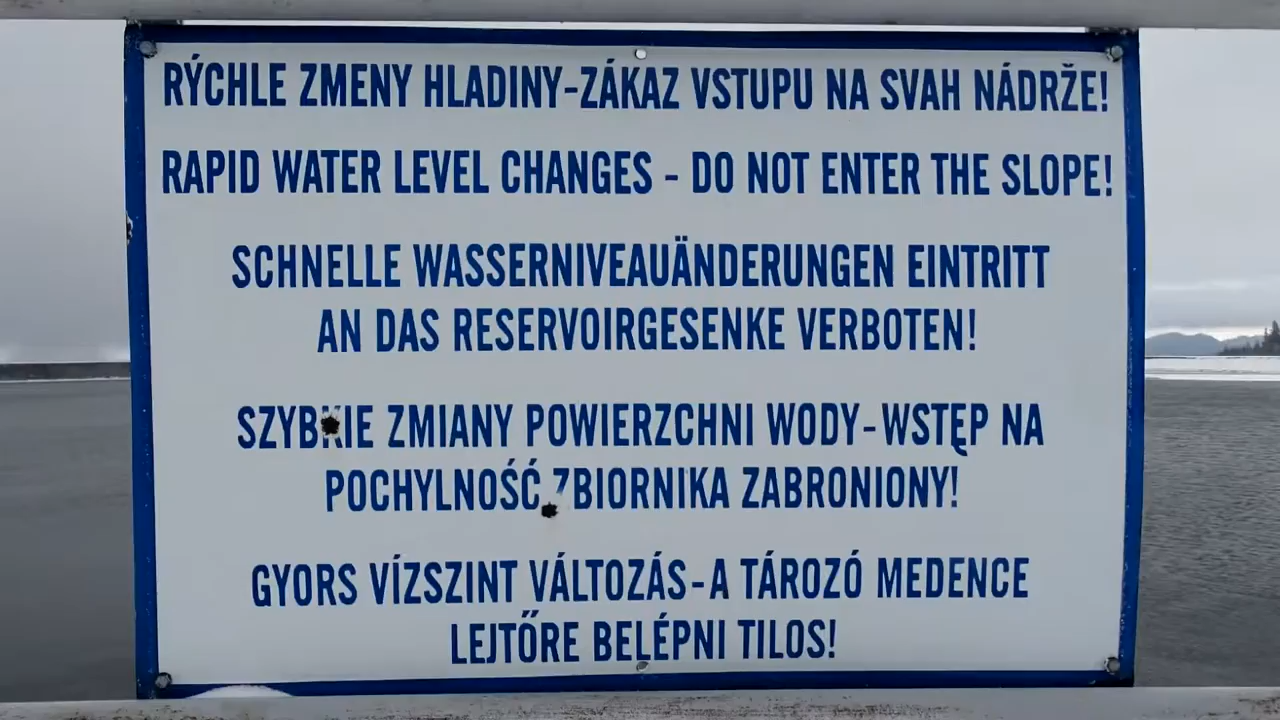 RÝCHLE ZMENY HLADINY-ZÁKAZ VSTUPU NA SVAH NÁDRŽE!
RAPID WATER LEVEL CHANGES - DO NOT ENTER THE SLOPE!
SCHNELLE WASSERNIVEAUÄNDERUNGEN EINTRITT
AN DAS RESERVOIRGESENKE VERBOTEN!
SZYBKIE ZMIANY POWIERZCHNI WODY-WSTĘP NA
POCHYLNOŚĆ ZBIORNIKA ZABRONIONY!
GYORS VÍZSZINT VÁLTOZÁS-A TÁROZÓ MEDENCE
LEJTŐRE BELÉPNI TILOS!